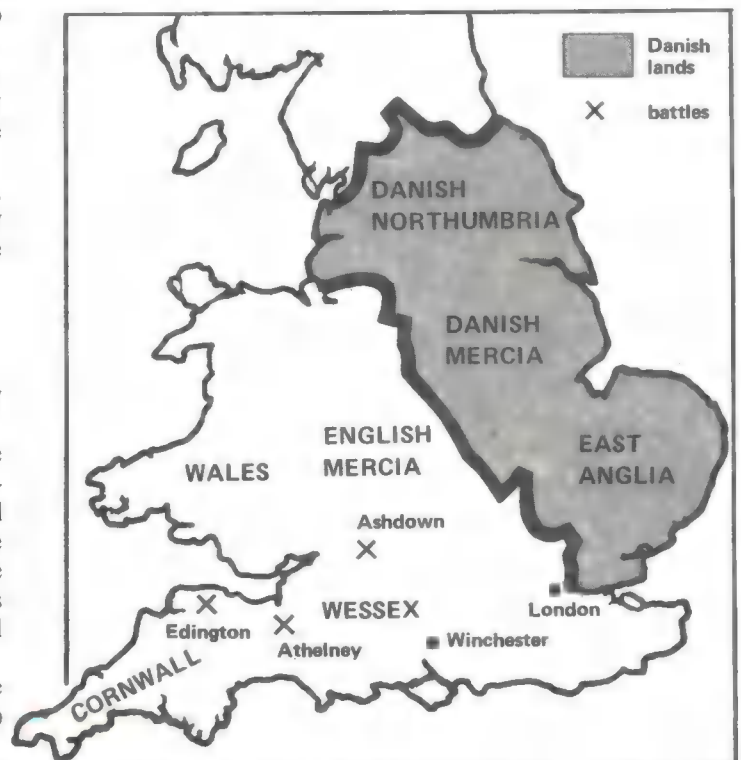 Danish
lands
battles
DANISH
NORTHUMBRIA
DANISH
MERCIA
EAST
ANGLIA
ENGLISH
MERCIA
WALES
Ashdown
WESSEX
London
Edington
Athelney
Winchester
CORNWALL